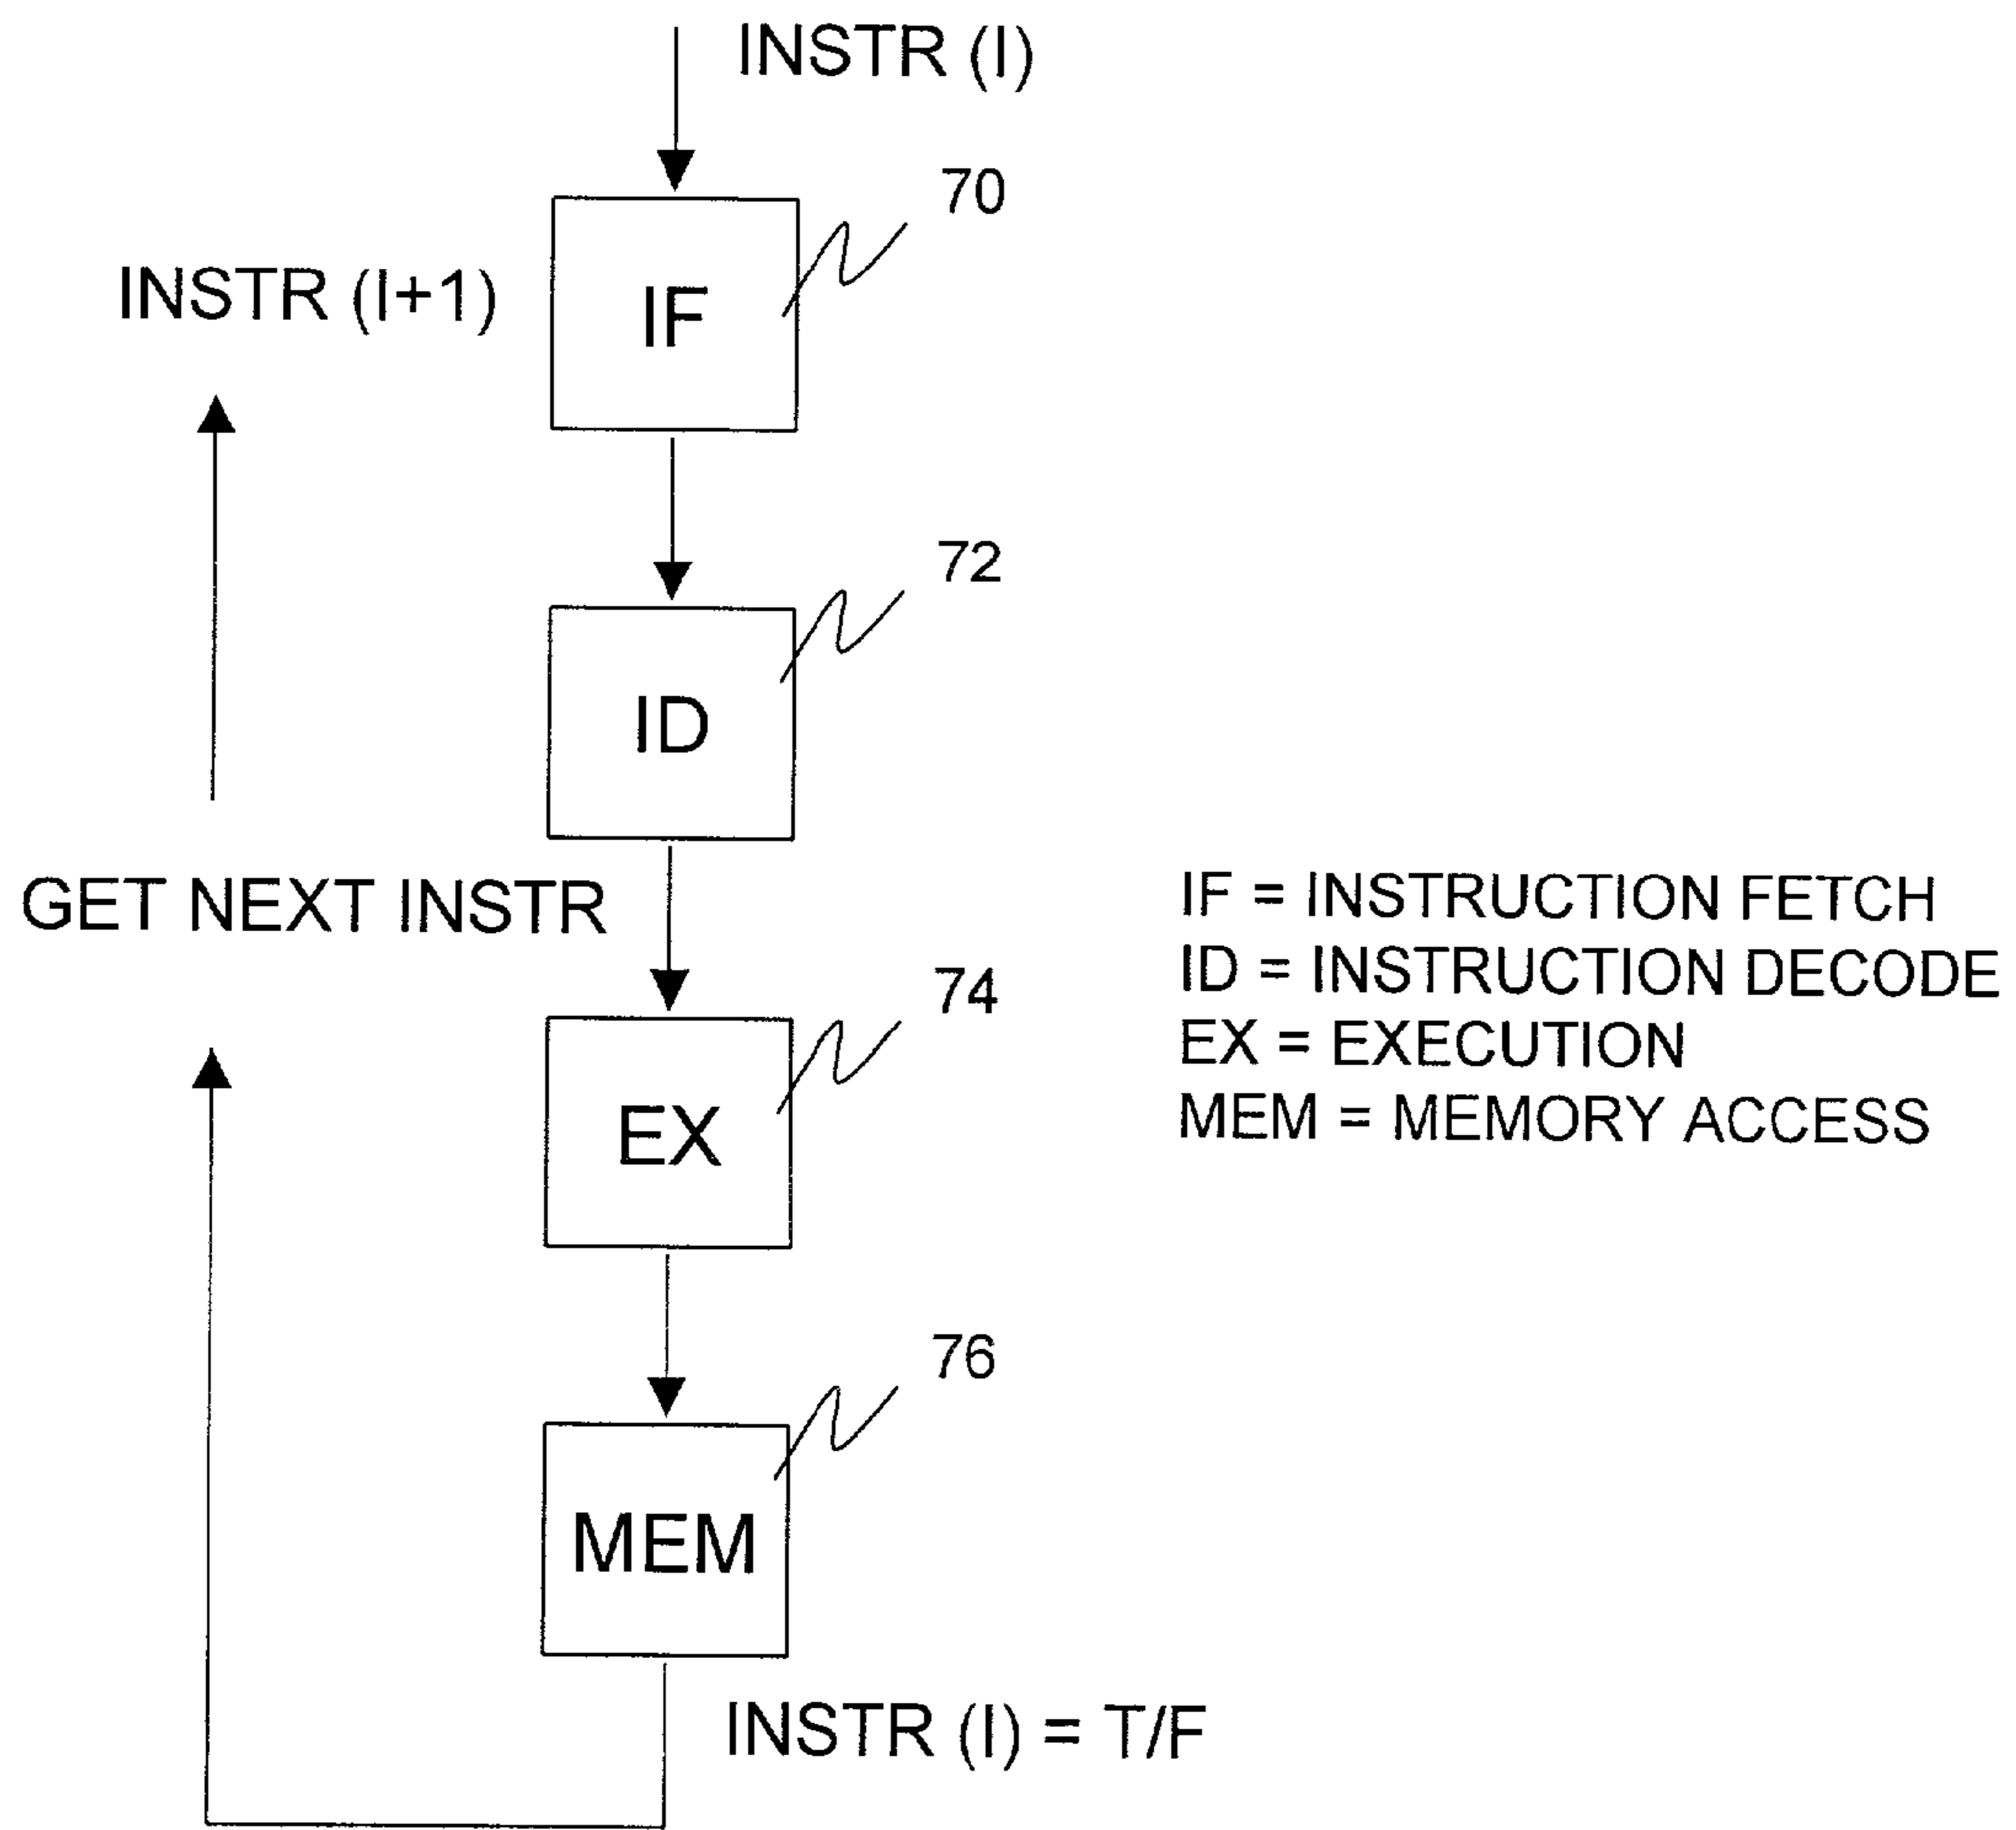 INSTR (I)
70
INSTR (I+1)
IF
72
ID
GET NEXT INSTR
74
EX
76
MEM
INSTR (I) = T/F
IF = INSTRUCTION FETCH
ID = INSTRUCTION DECODE
EX = EXECUTION
MEM = MEMORY ACCESS